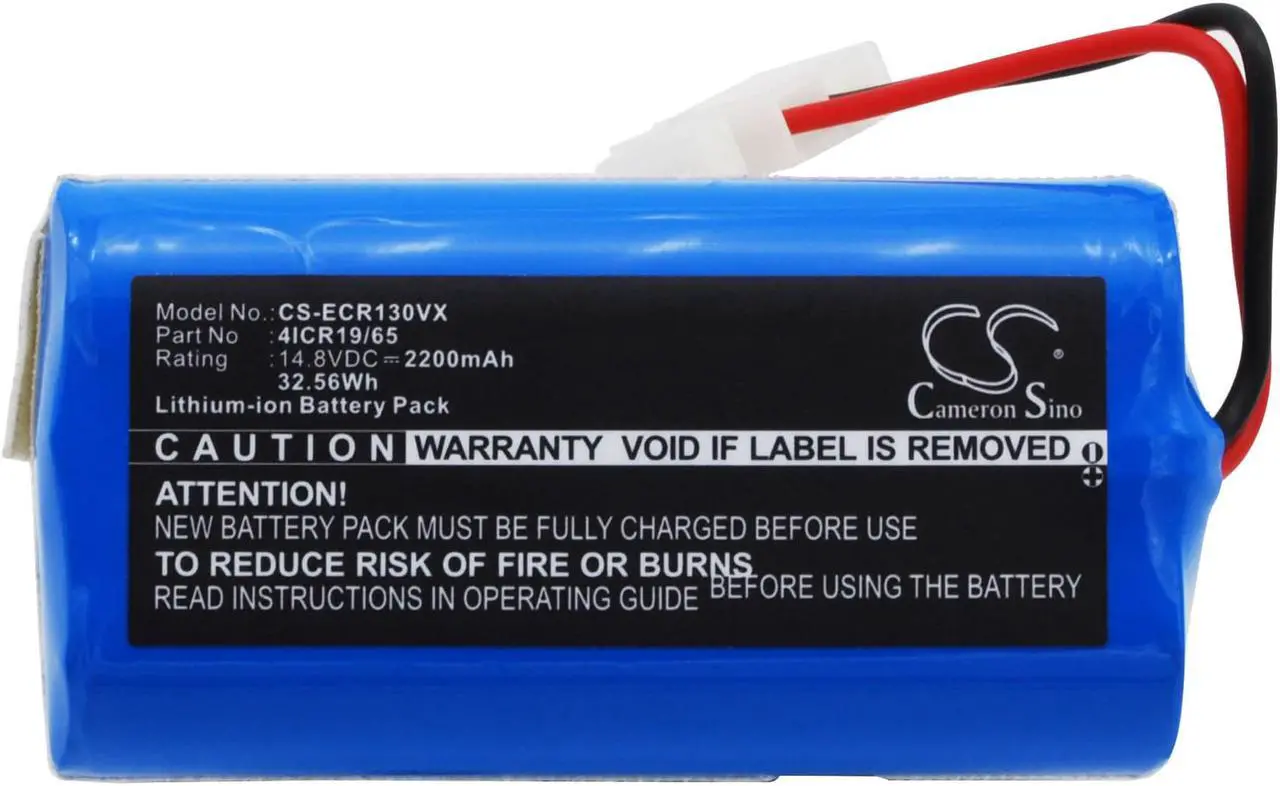 Model No.: CS-ECR130VX
Part No : 4ICR19/65
Rating : 14.8VDC⎓2200mAh
32.56Wh
Lithium-ion Battery Pack
CS®
Cameron Sino
CAUTION WARRANTY VOID IF LABEL IS REMOVED
ATTENTION!
NEW BATTERY PACK MUST BE FULLY CHARGED BEFORE USE
TO REDUCE RISK OF FIRE OR BURNS
READ INSTRUCTIONS IN OPERATING GUIDE BEFORE USING THE BATTERY